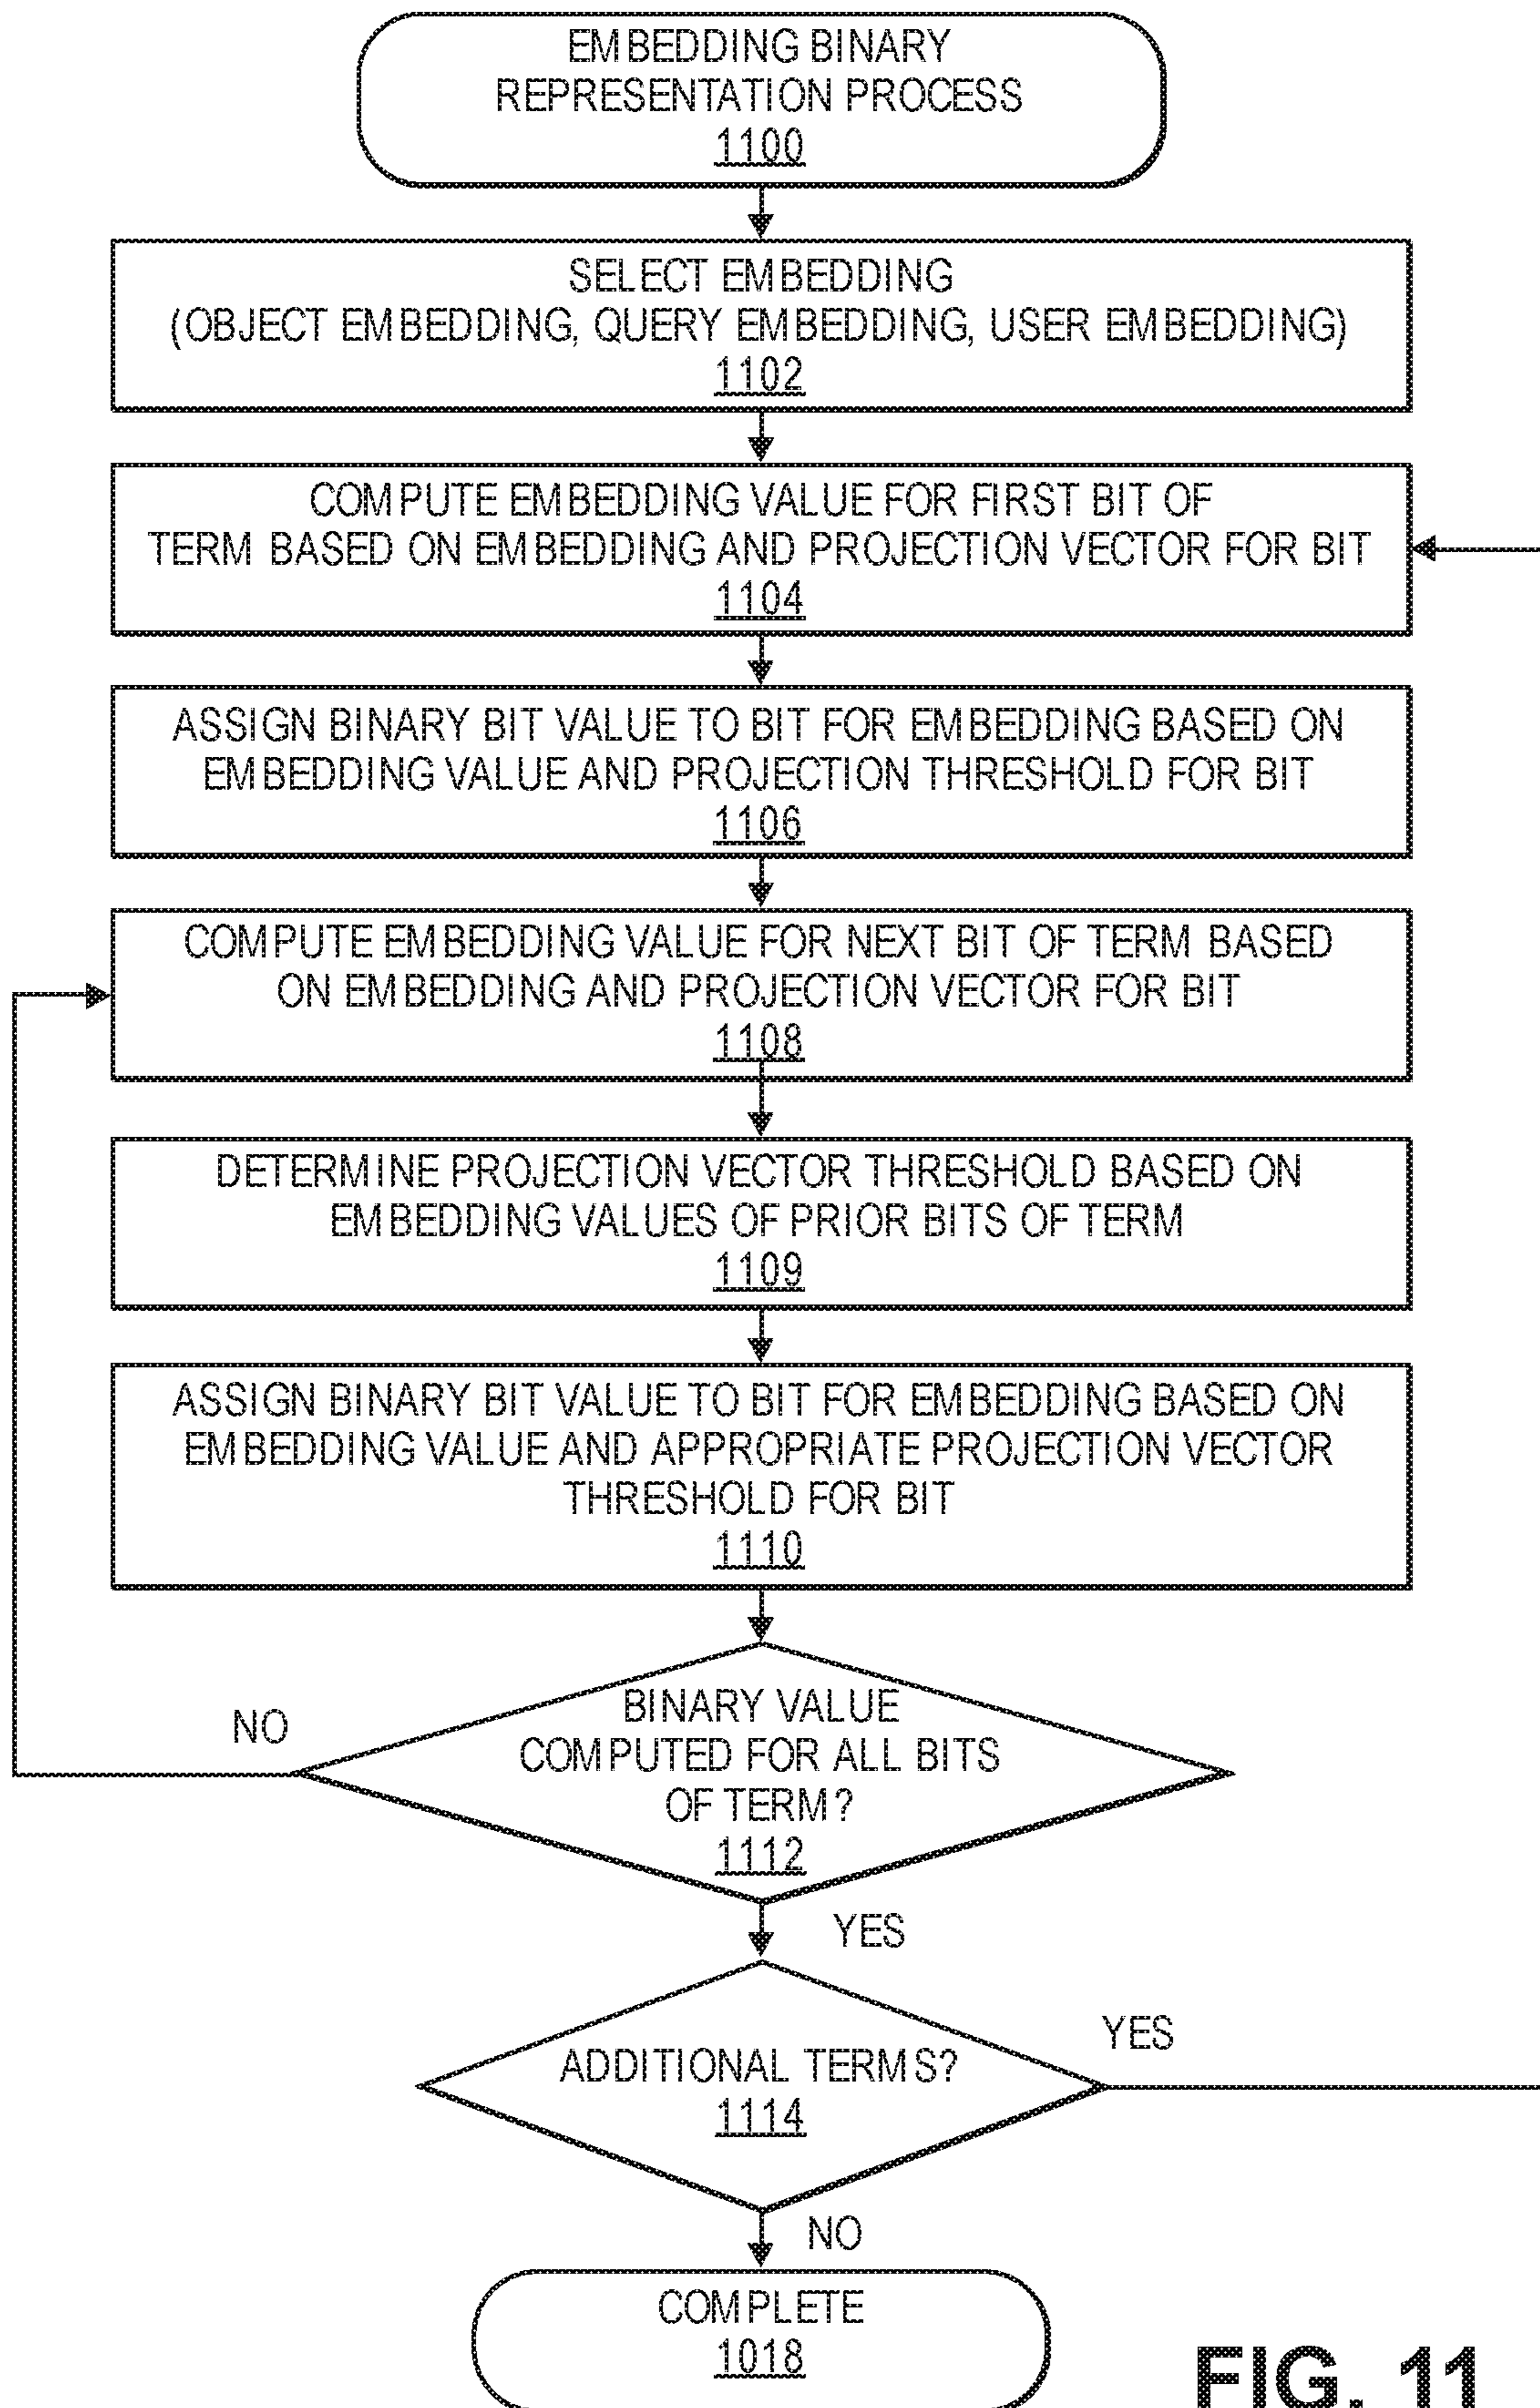 EMBEDDING BINARY
REPRESENTATION PROCESS
1100
SELECT EMBEDDING
(OBJECT EMBEDDING, QUERY EMBEDDING, USER EMBEDDING)
1102
COMPUTE EMBEDDING VALUE FOR FIRST BIT OF
TERM BASED ON EMBEDDING AND PROJECTION VECTOR FOR BIT
1104
ASSIGN BINARY BIT VALUE TO BIT FOR EMBEDDING BASED ON
EMBEDDING VALUE AND PROJECTION THRESHOLD FOR BIT
1106
COMPUTE EMBEDDING VALUE FOR NEXT BIT OF TERM BASED
ON EMBEDDING AND PROJECTION VECTOR FOR BIT
1108
DETERMINE PROJECTION VECTOR THRESHOLD BASED ON
EMBEDDING VALUES OF PRIOR BITS OF TERM
1109
ASSIGN BINARY BIT VALUE TO BIT FOR EMBEDDING BASED ON
EMBEDDING VALUE AND APPROPRIATE PROJECTION VECTOR
THRESHOLD FOR BIT
1110
NO
BINARY VALUE
COMPUTED FOR ALL BITS
OF TERM?
1112
YES
YES
ADDITIONAL TERMS?
1114
NO
COMPLETE
1018
FIG. 11